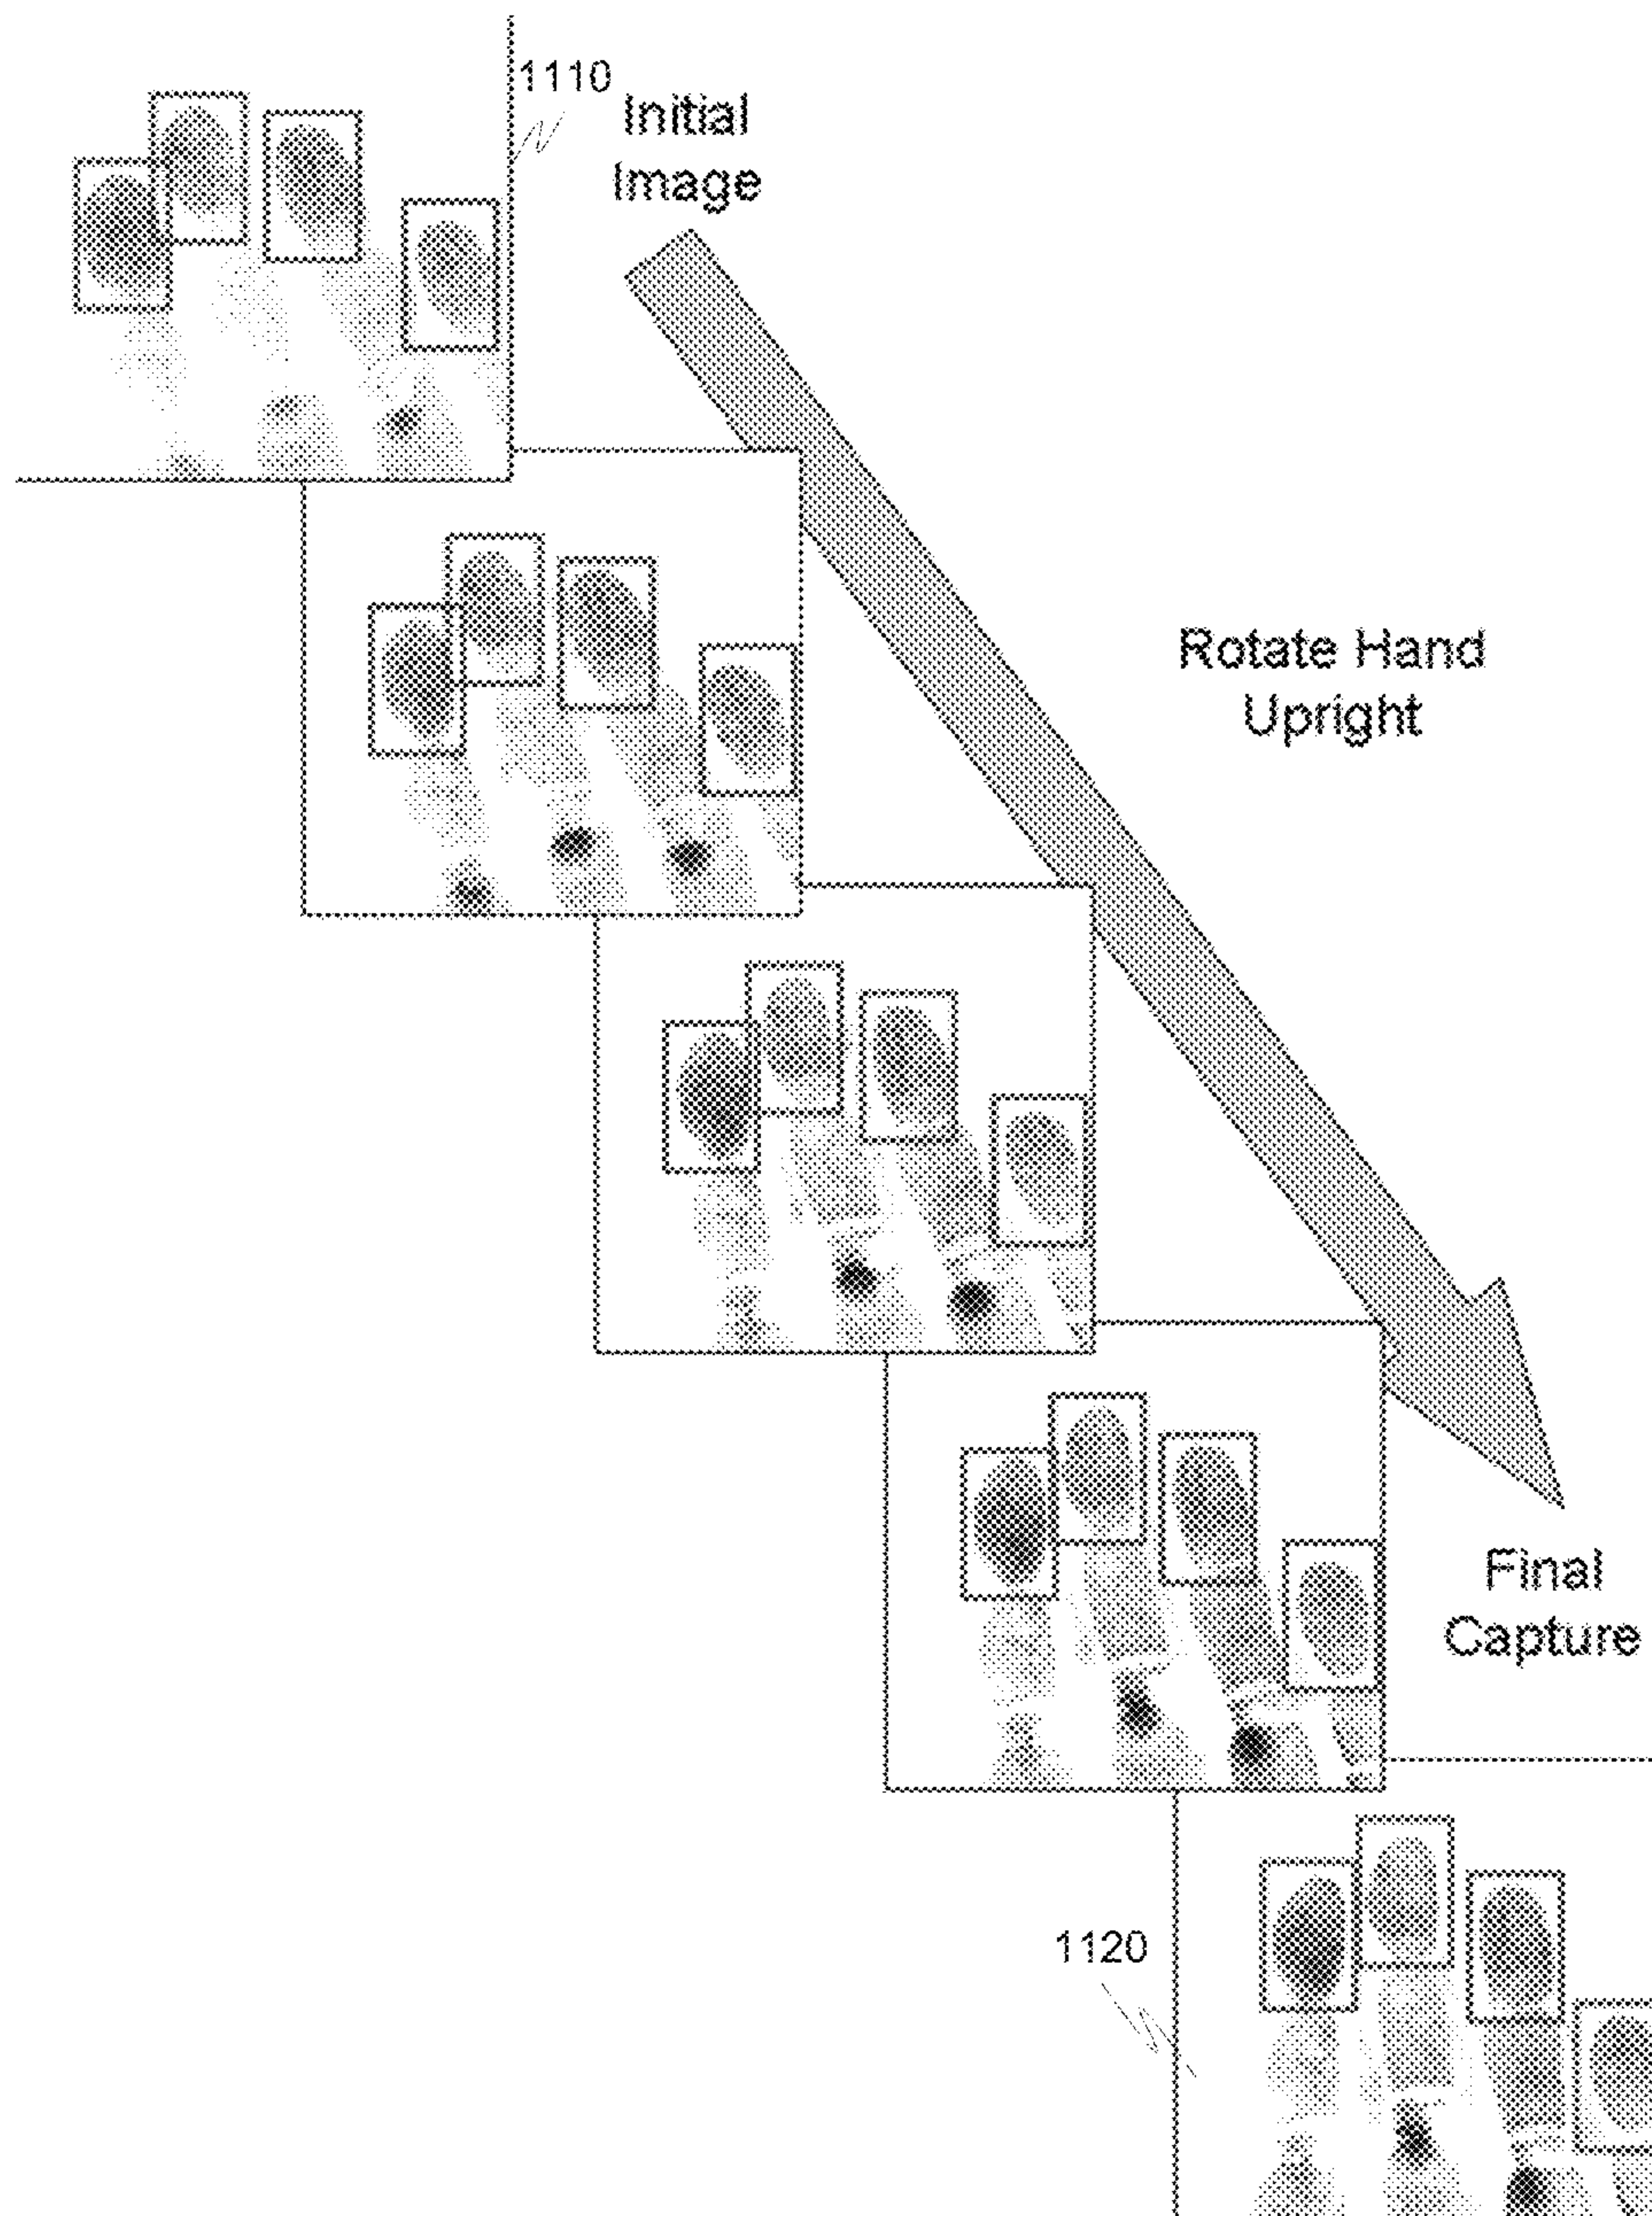 1110
Initial
Image
Rotate Hand
Upright
Final
Capture
1120